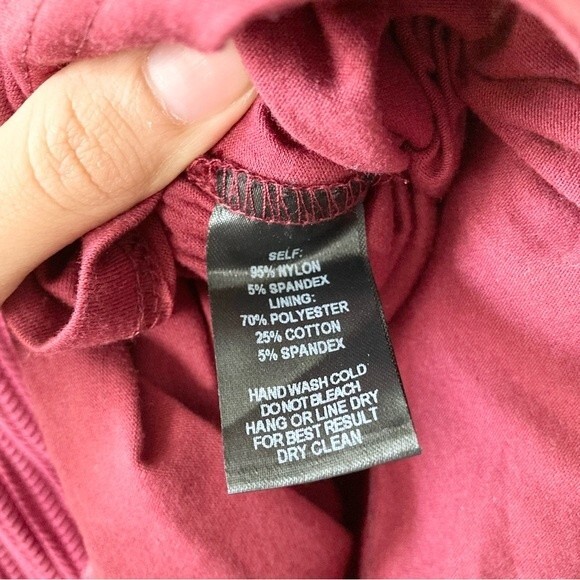 SELF:
95% NYLON
5% SPANDEX
LINING:
70% POLYESTER
25% COTTON
5% SPANDEX
HAND WASH COLD
DO NOT BLEACH
HANG OR LINE DRY
FOR BEST RESULT
DRY CLEAN